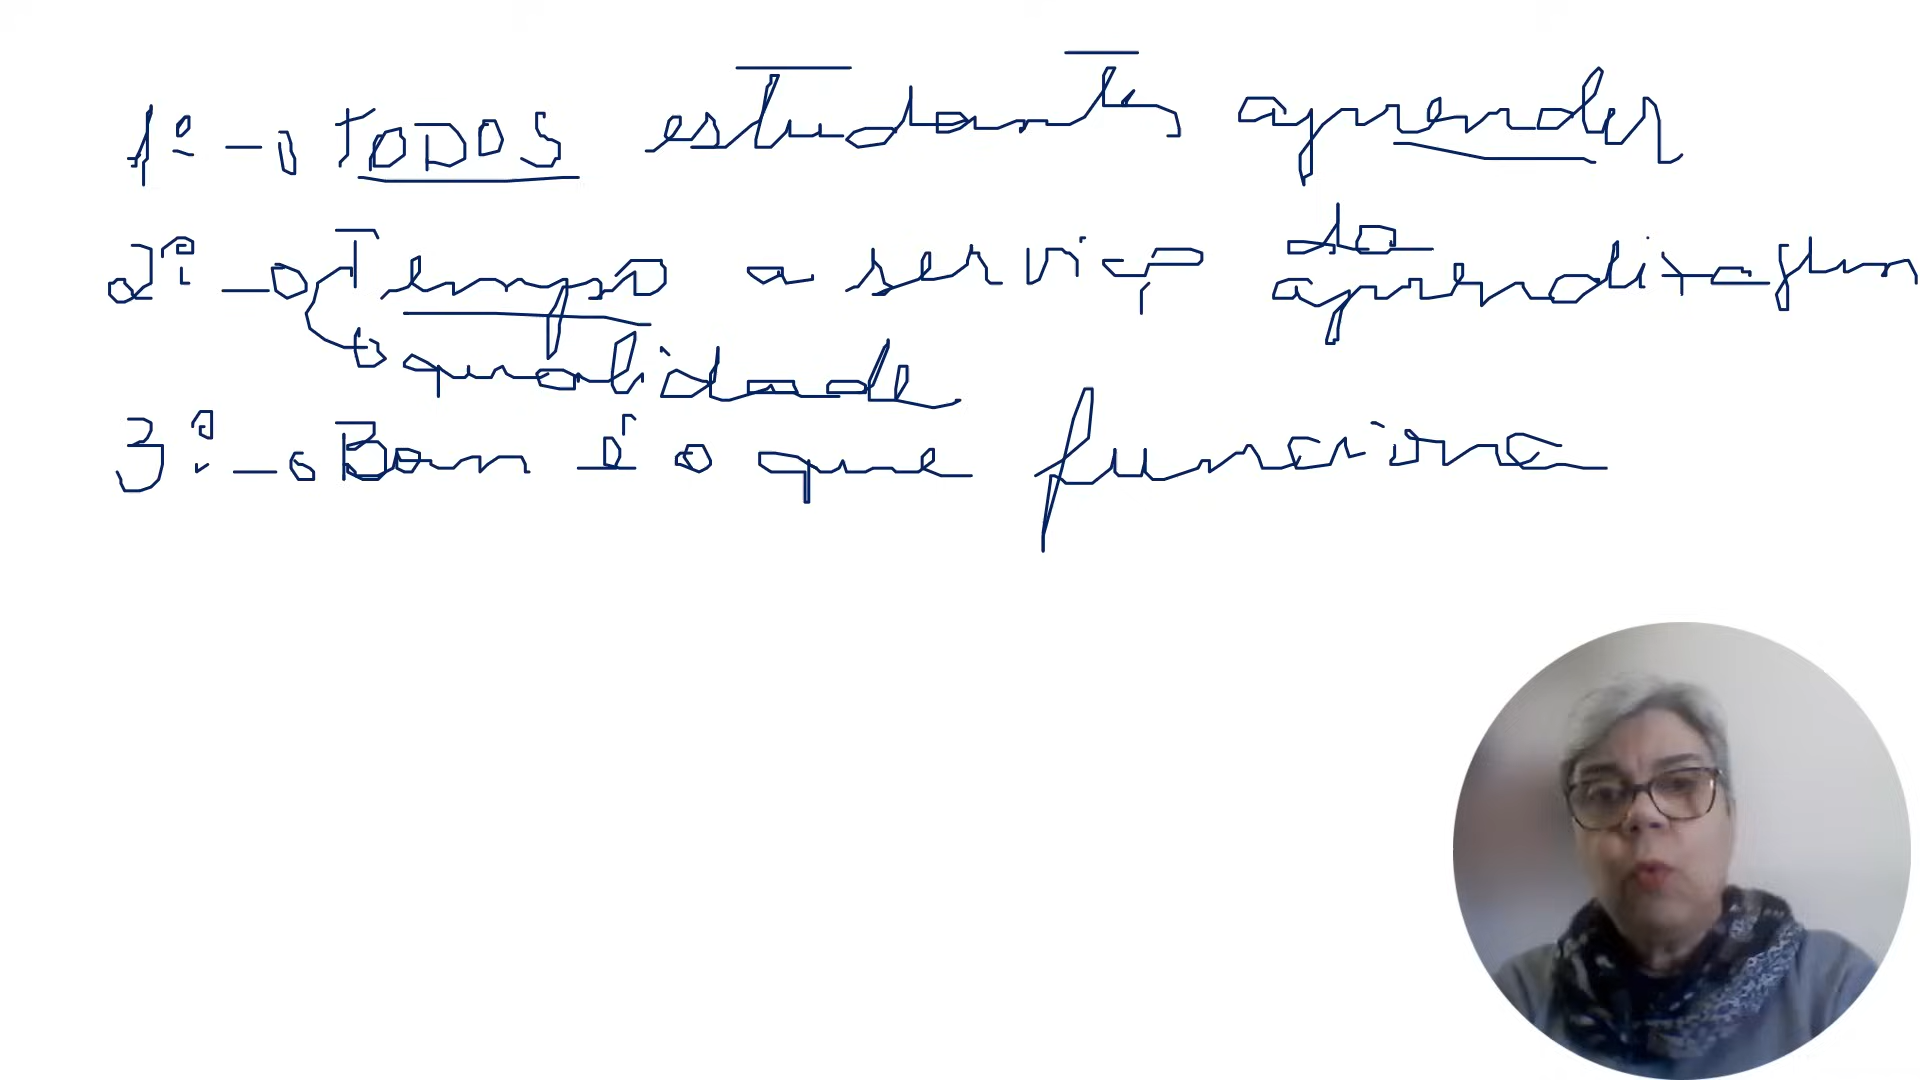 1º → TODOS estudantes aprender
2º → Tempo a serviço da aprendizagem
→ qualidade
3º → Bom é o que funciona